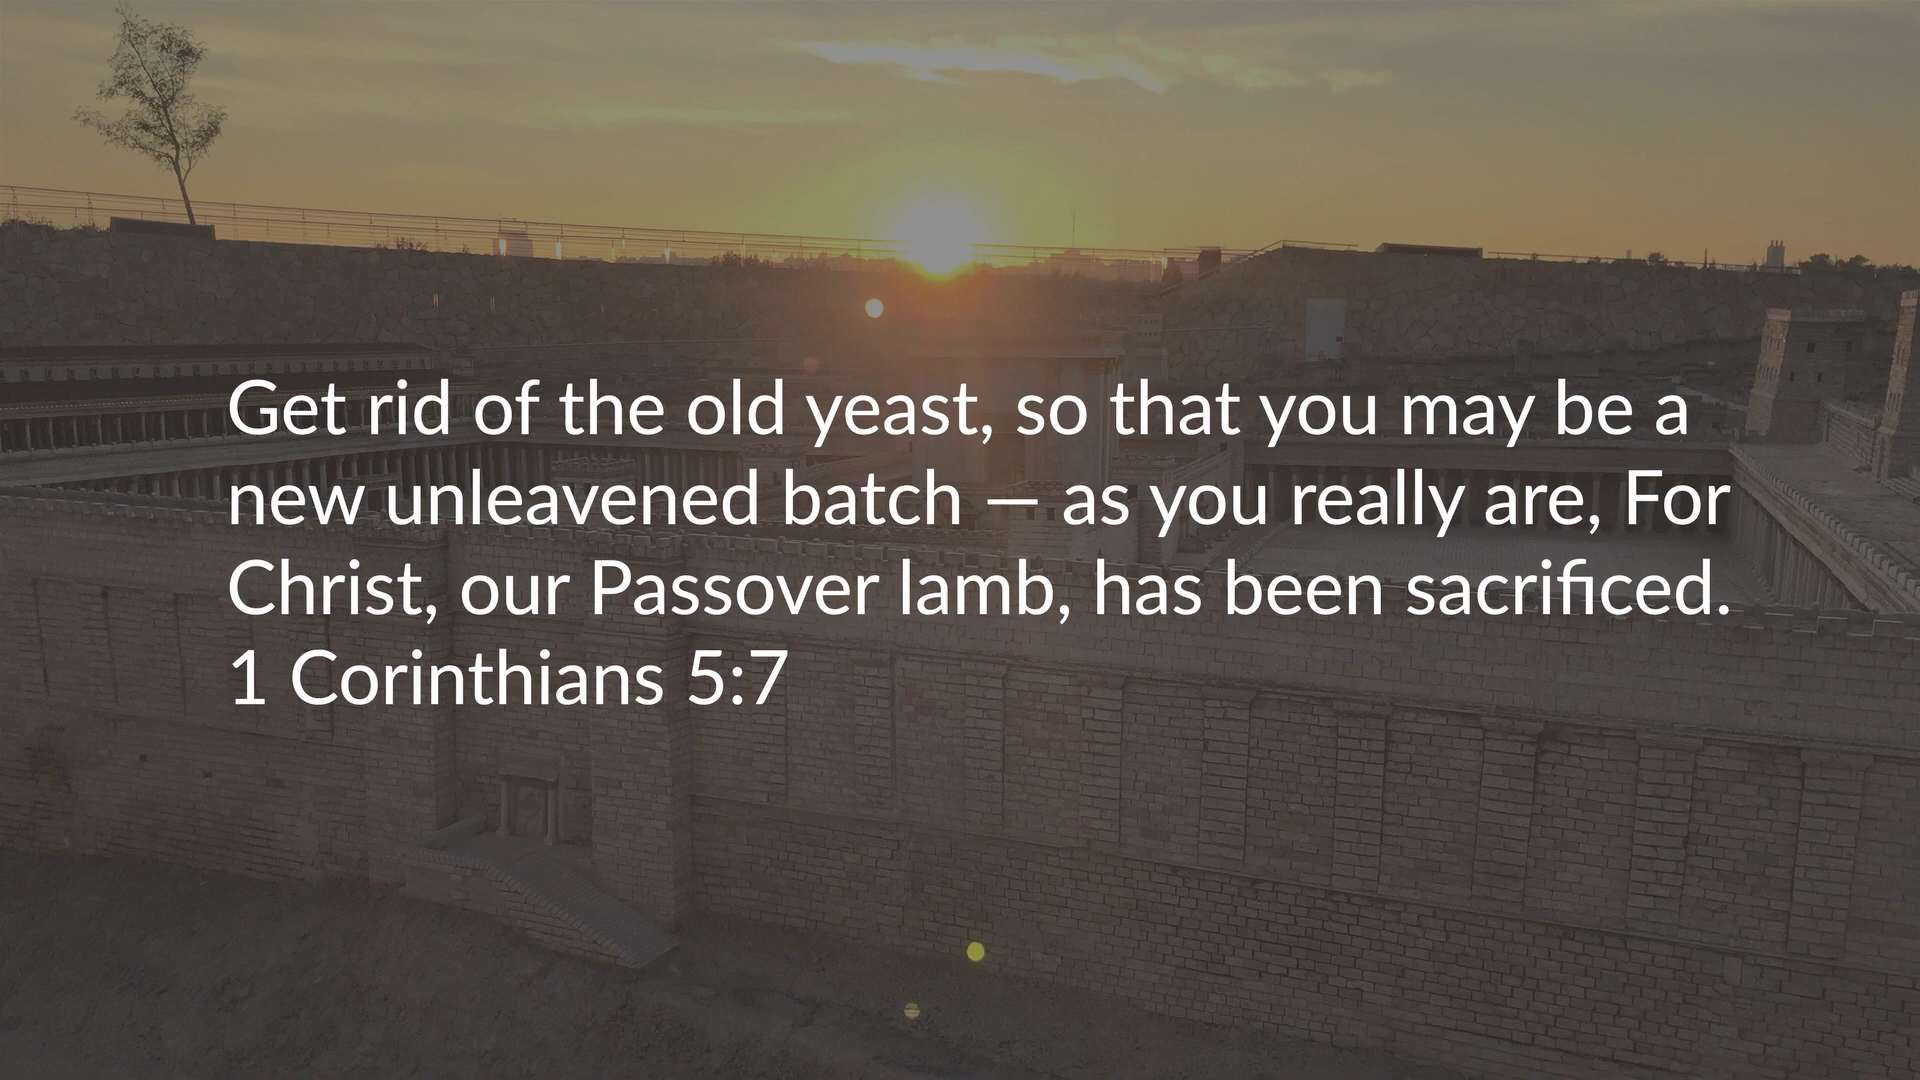 Get rid of the old yeast, so that you may be a
new unleavened batch — as you really are, For
Christ, our Passover lamb, has been sacrificed.
1 Corinthians 5:7